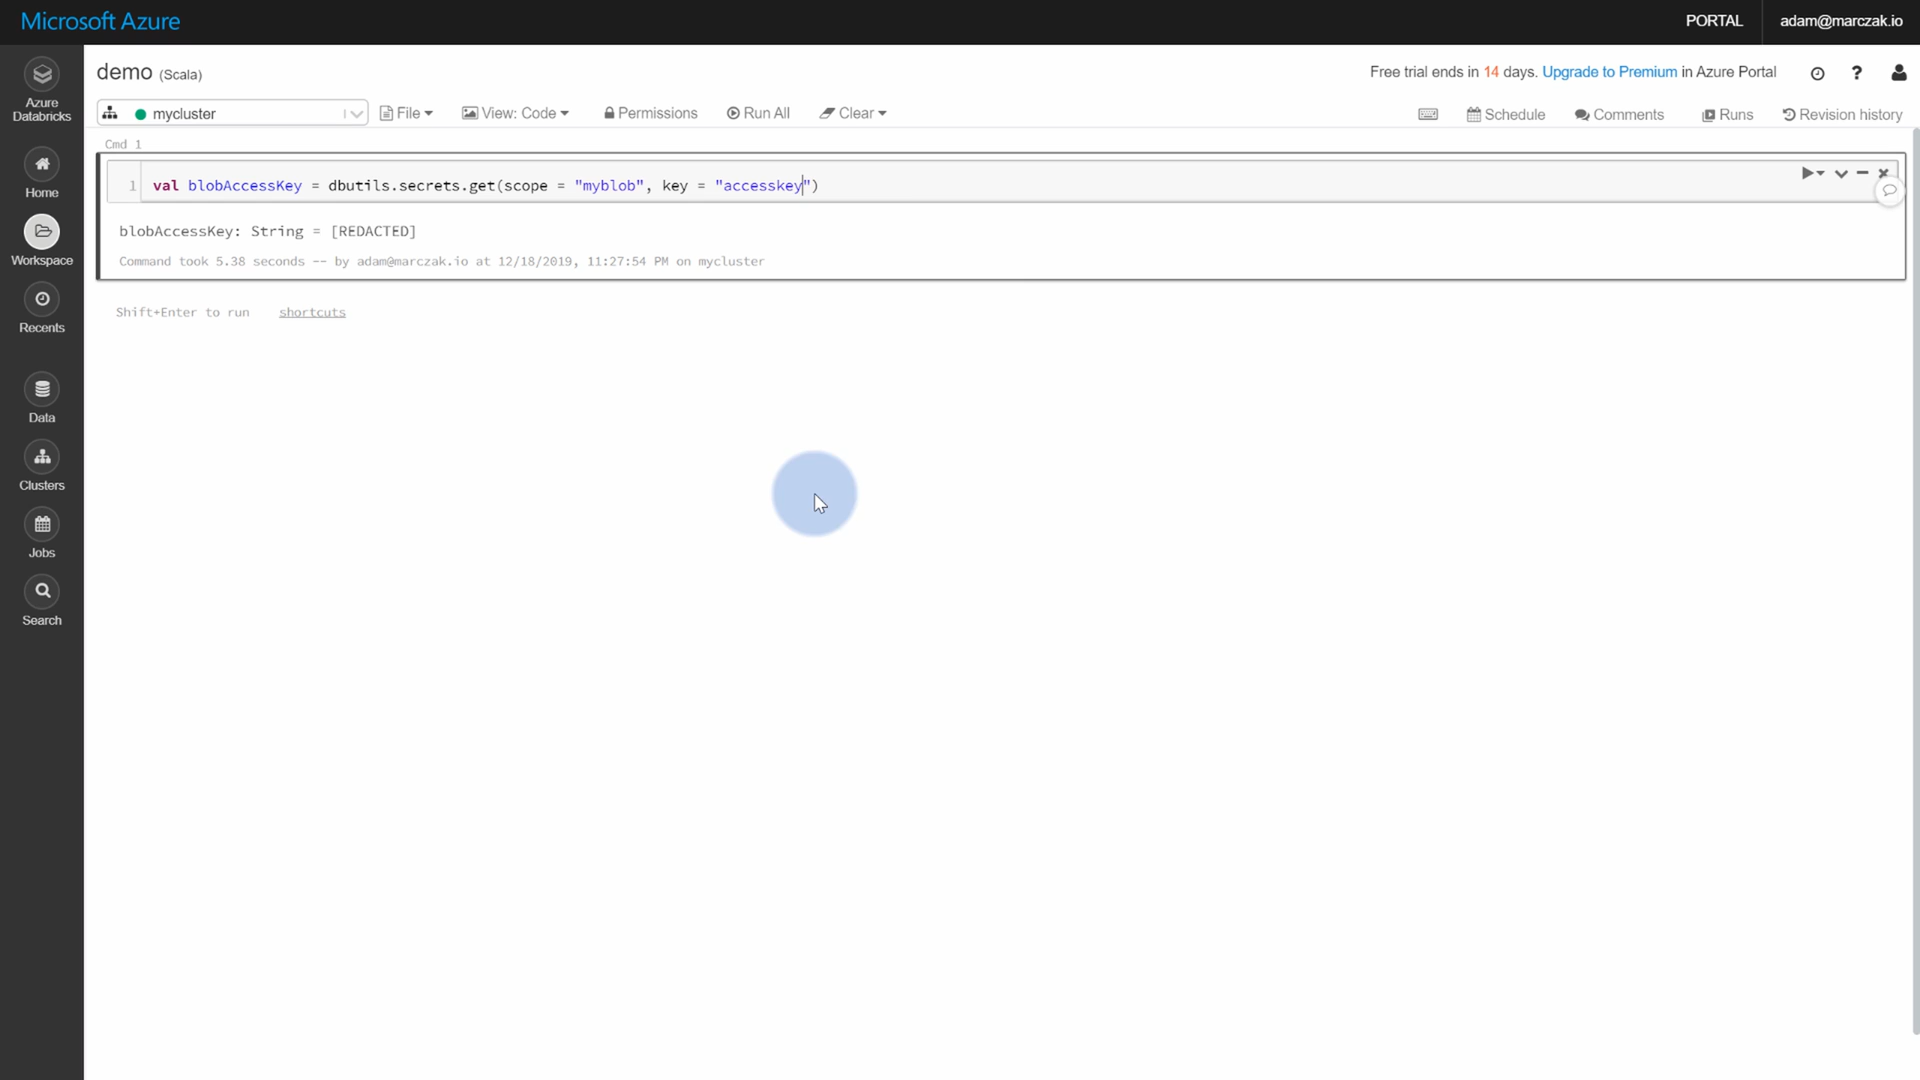 Microsoft Azure
PORTAL
adam@marczak.io
Azure
Databricks
Home
Workspace
Recents
Data
Clusters
Jobs
Search
demo (Scala)
Free trial ends in 14 days. Upgrade to Premium in Azure Portal
mycluster
File
View: Code
Permissions
Run All
Clear
Schedule
Comments
Runs
Revision history
Cmd 1
1 val blobAccessKey = dbutils.secrets.get(scope = "myblob", key = "accesskey")
blobAccessKey: String = [REDACTED]
Command took 5.38 seconds -- by adam@marczak.io at 12/18/2019, 11:27:54 PM on mycluster
Shift+Enter to run shortcuts